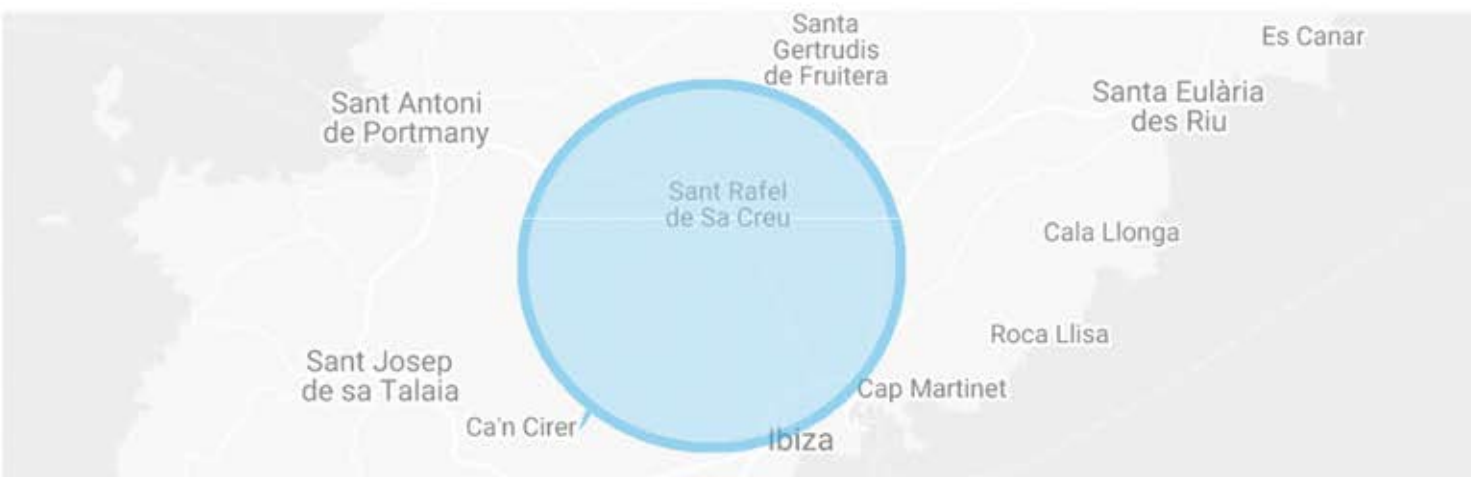 Santa
Gertrudis
de Fruitera
Es Canar
Sant Antoni
de Portmany
Santa Eulària
des Riu
Sant Rafel
de Sa Creu
Cala Llonga
Roca Llisa
Sant Josep
de sa Talaia
Cap Martinet
Ca'n Cirer
Ibiza